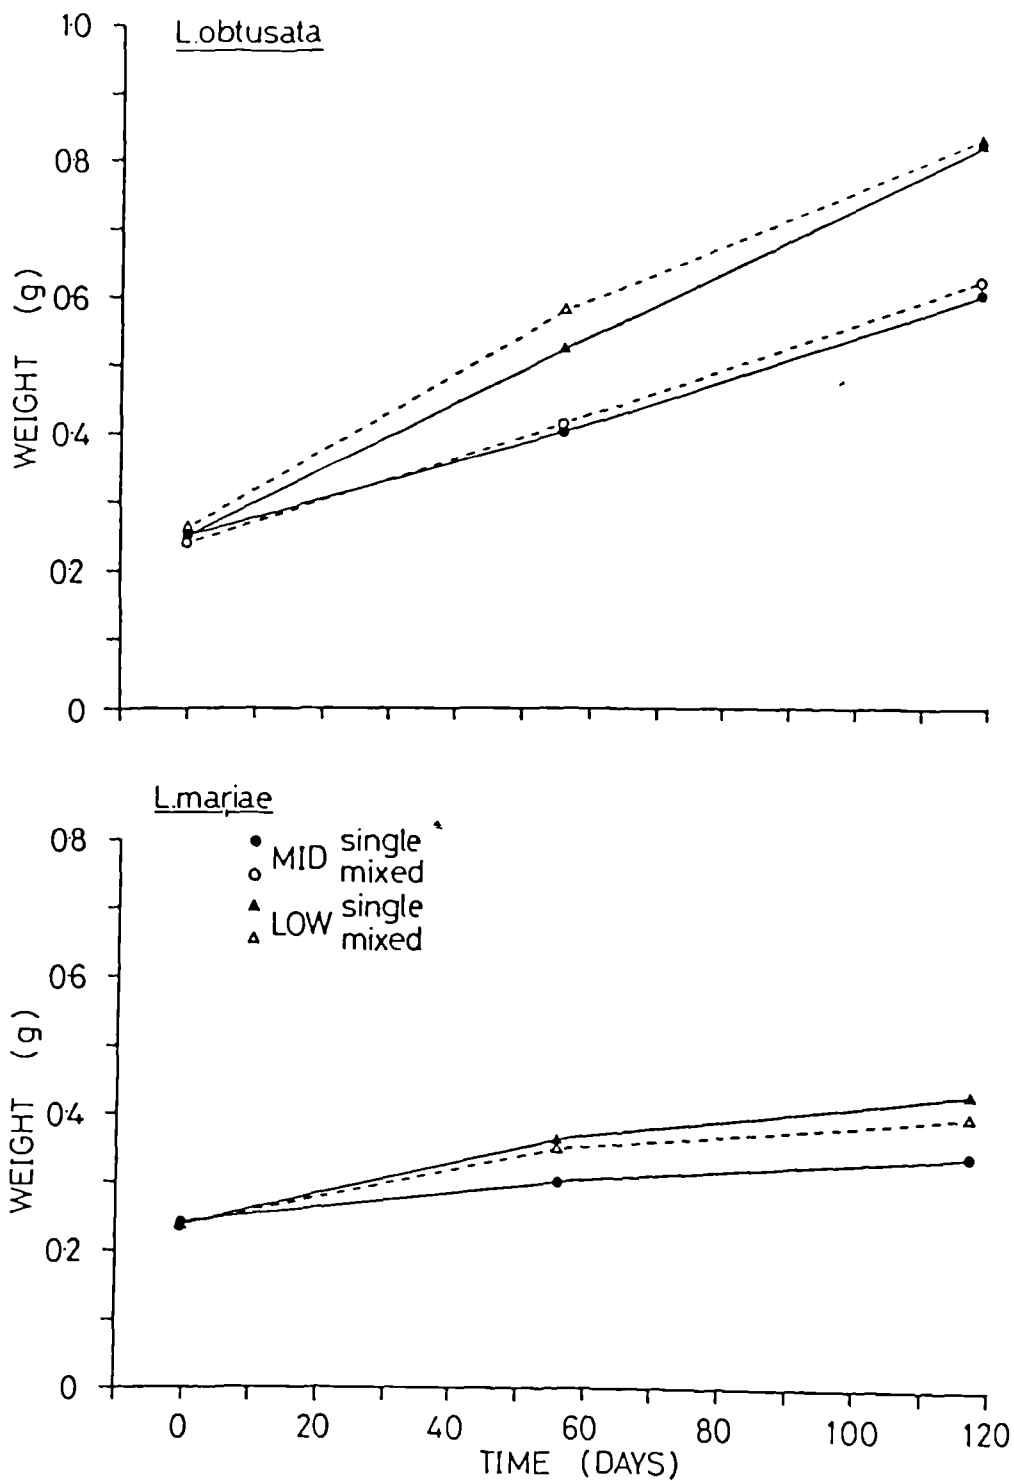 L.obtusata
1·0
0·8
0·6
0·4
0·2
0
WEIGHT (g)
L.mariae
MID single
mixed
LOW single
mixed
0·8
0·6
0·4
0·2
0
WEIGHT (g)
0 20 40 60 80 100 120
TIME (DAYS)